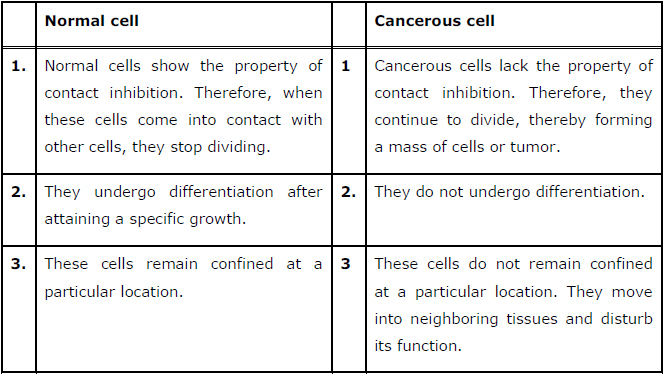 Normal cell
Cancerous cell
1.
Normal cells show the property of
contact inhibition. Therefore, when
these cells come into contact with
other cells, they stop dividing.
1
Cancerous cells lack the property of
contact inhibition. Therefore, they
continue to divide, thereby forming
a mass of cells or tumor.
2.
They undergo differentiation after
attaining a specific growth.
2.
They do not undergo differentiation.
3.
These cells remain confined at a
particular location.
3
These cells do not remain confined
at a particular location. They move
into neighboring tissues and disturb
its function.